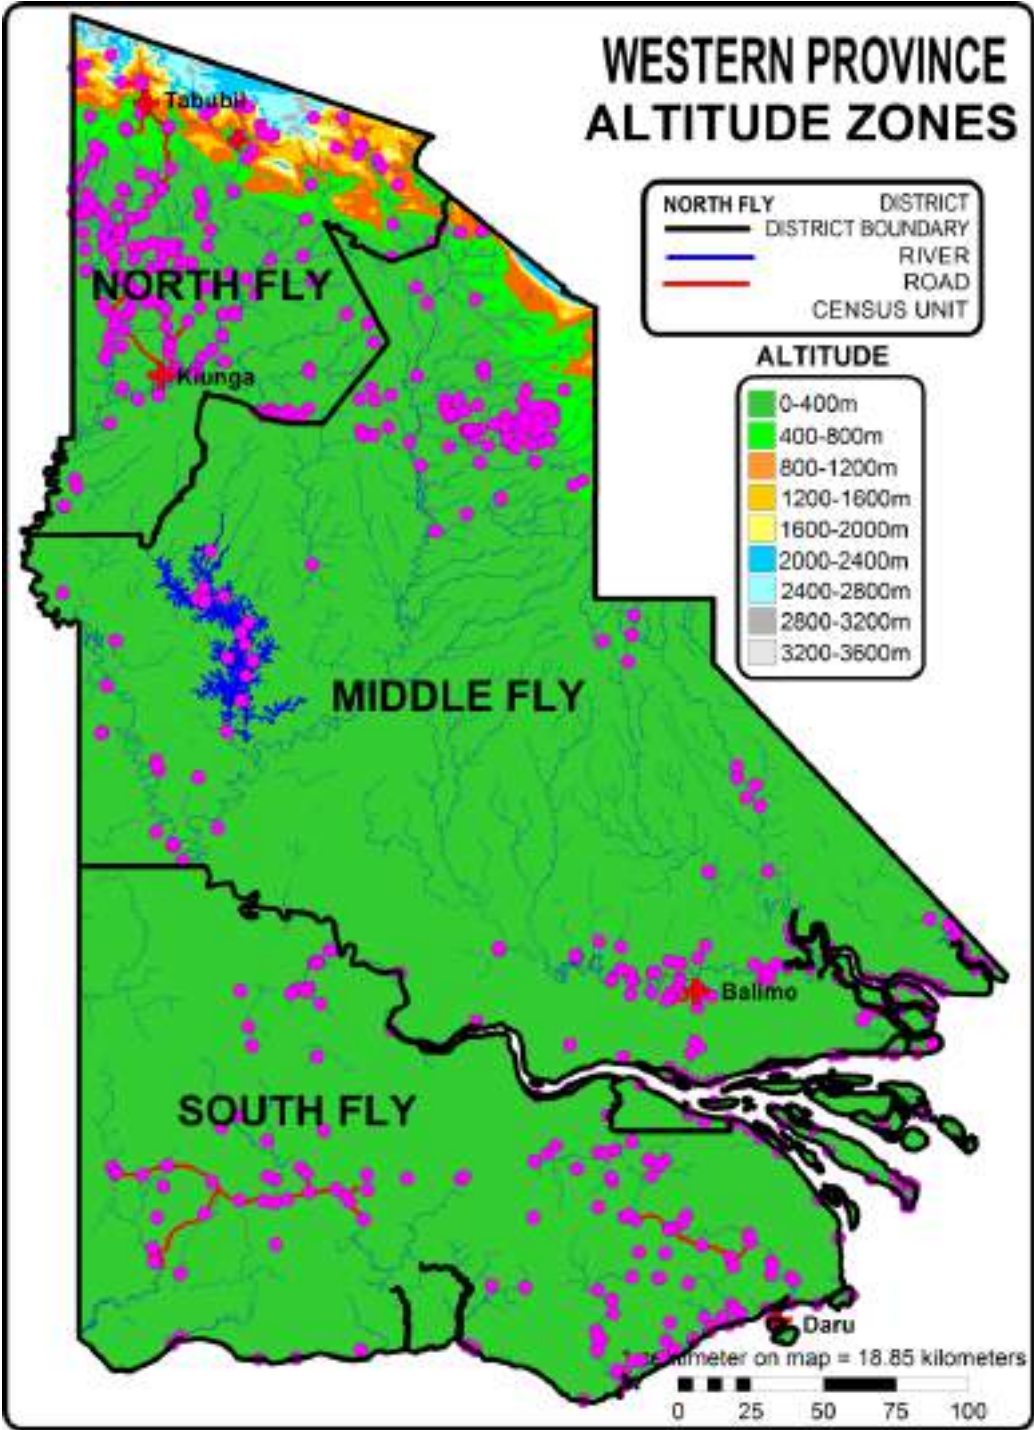 WESTERN PROVINCE
ALTITUDE ZONES
NORTH FLY DISTRICT
DISTRICT BOUNDARY
RIVER
ROAD
CENSUS UNIT
ALTITUDE
0-400m
400-800m
800-1200m
1200-1600m
1600-2000m
2000-2400m
2400-2800m
2800-3200m
3200-3600m
Tabubil
NORTH FLY
Kiunga
MIDDLE FLY
Balimo
SOUTH FLY
Daru
on map = 18.85 kilometers
0 25 50 75 100